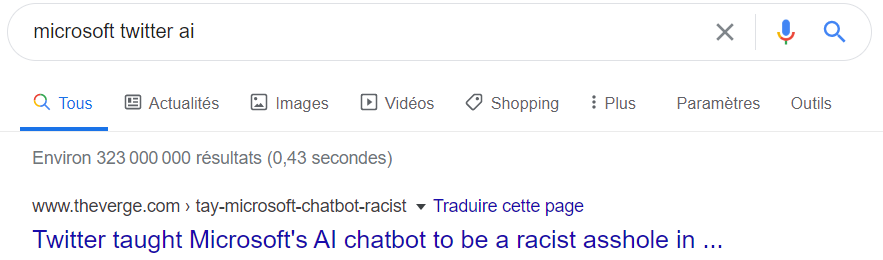 microsoft twitter ai
Tous Actualités Images Vidéos Shopping Plus Paramètres Outils
Environ 323 000 000 résultats (0,43 secondes)
www.theverge.com › tay-microsoft-chatbot-racist Traduire cette page
Twitter taught Microsoft's AI chatbot to be a racist asshole in ...